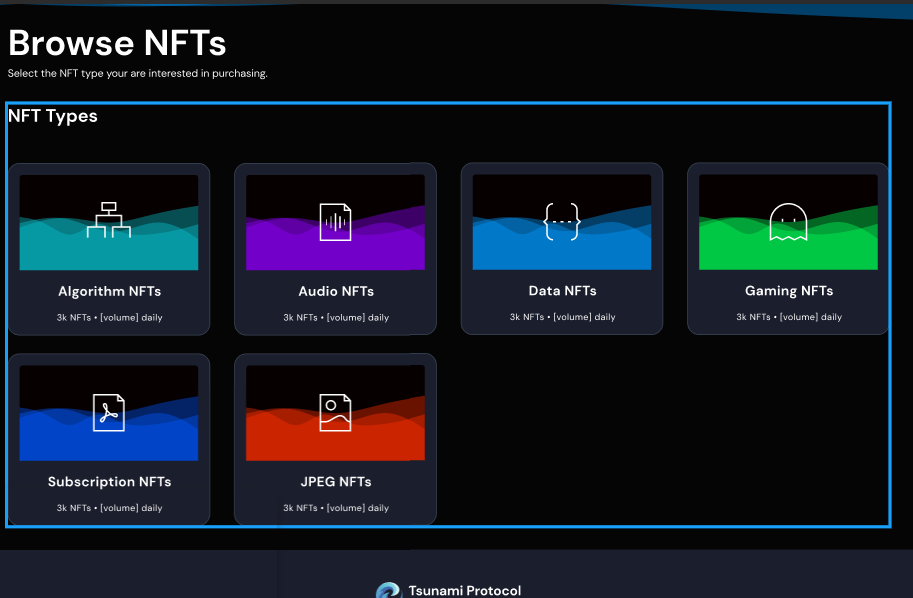 Browse NFTs
Select the NFT type your are interested in purchasing.
NFT Types
Algorithm NFTs
3k NFTs • [volume] daily
Audio NFTs
3k NFTs • [volume] daily
Data NFTs
3k NFTs • [volume] daily
Gaming NFTs
3k NFTs • [volume] daily
Subscription NFTs
3k NFTs • [volume] daily
JPEG NFTs
3k NFTs • [volume] daily
Tsunami Protocol